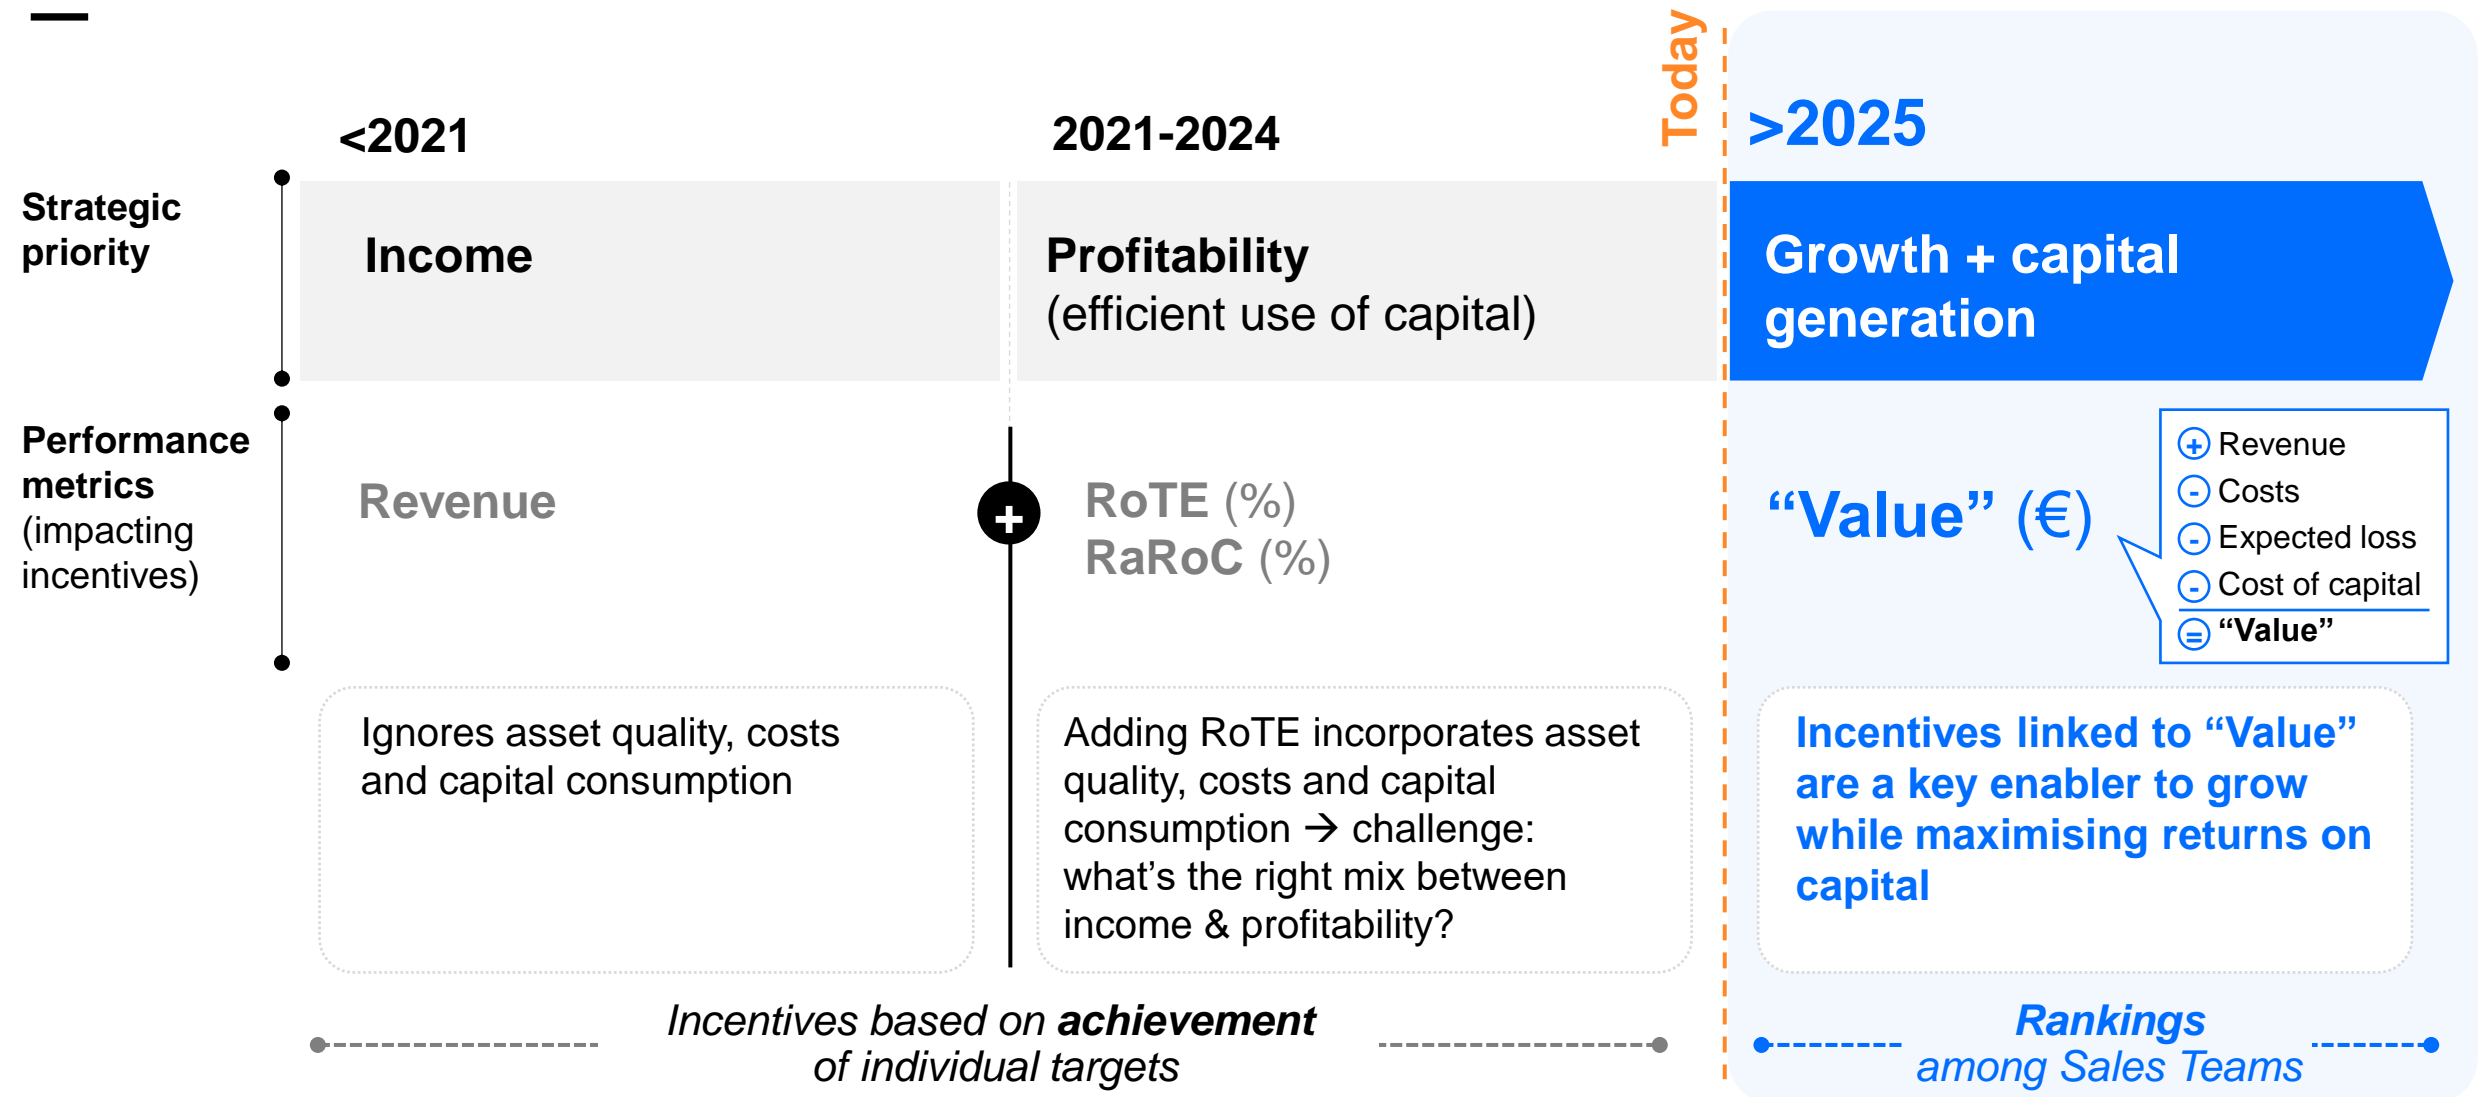 Today
<2021
2021-2024
>2025
Strategic
priority
Income
Profitability
(efficient use of capital)
Growth + capital
generation
Performance
metrics
(impacting
incentives)
Revenue
+
RoTE (%)
RaRoC (%)
“Value” (€)
+ Revenue
- Costs
- Expected loss
- Cost of capital
= “Value”
Ignores asset quality, costs
and capital consumption
Adding RoTE incorporates asset
quality, costs and capital
consumption → challenge:
what’s the right mix between
income & profitability?
Incentives linked to “Value”
are a key enabler to grow
while maximising returns on
capital
Incentives based on achievement
of individual targets
Rankings
among Sales Teams